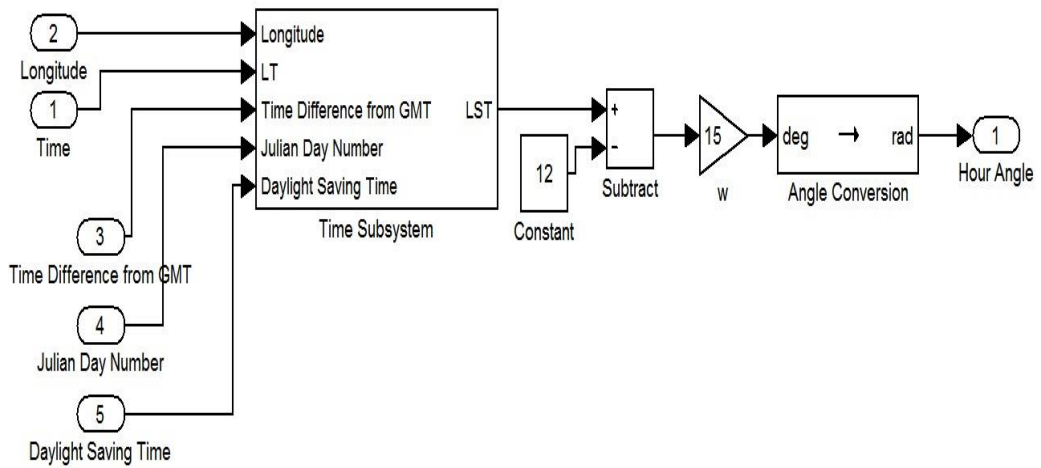 2
Longitude
1
Time
3
Time Difference from GMT
4
Julian Day Number
5
Daylight Saving Time
Longitude
LT
Time Difference from GMT
LST
Julian Day Number
Daylight Saving Time
Time Subsystem
12
Constant
+
−
Subtract
15
w
deg → rad
Angle Conversion
1
Hour Angle